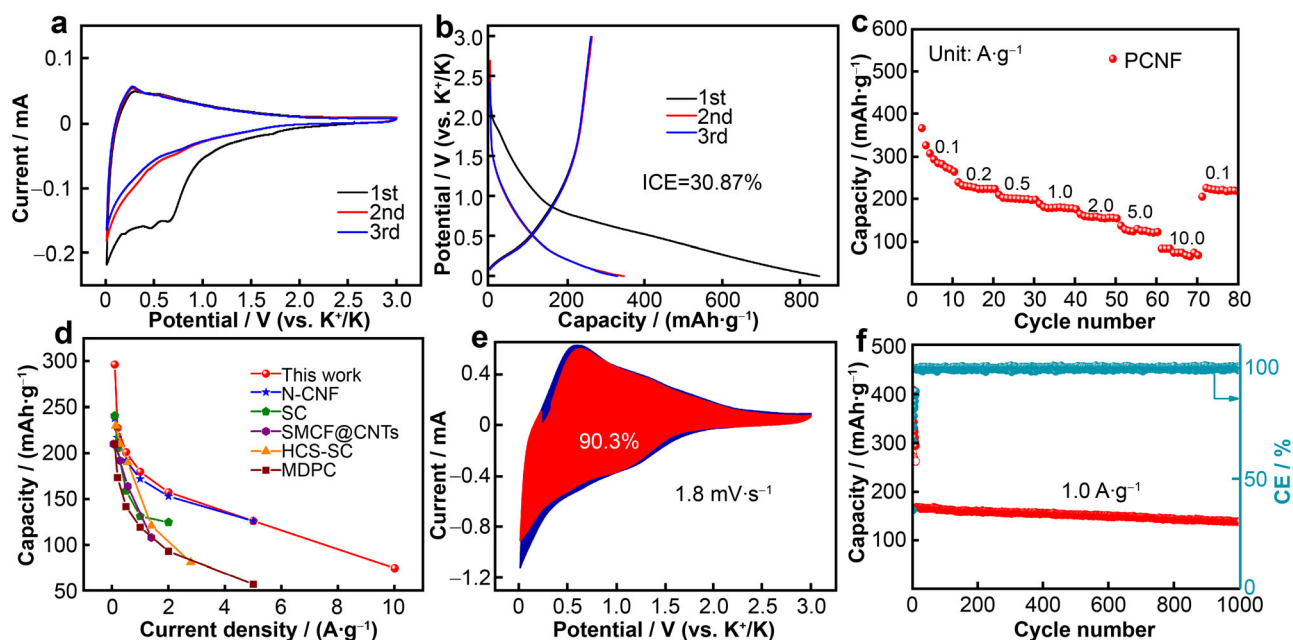 a
0.1
0
−0.1
−0.2
Current / mA
1st
2nd
3rd
0 0.5 1.0 1.5 2.0 2.5 3.0
Potential / V (vs. K⁺/K)
b
3.0
2.5
2.0
1.5
1.0
0.5
0
Potential / V (vs. K⁺/K)
1st
2nd
3rd
ICE=30.87%
0 200 400 600 800
Capacity / (mAh·g⁻¹)
c
600
500
400
300
200
100
Capacity / (mAh·g⁻¹)
Unit: A·g⁻¹
PCNF
0.1
0.2
0.5
1.0
2.0
5.0
10.0
0.1
0 10 20 30 40 50 60 70 80
Cycle number
d
300
250
200
150
100
50
Capacity / (mAh·g⁻¹)
This work
N-CNF
SC
SMCF@CNTs
HCS-SC
MDPC
0 2 4 6 8 10
Current density / (A·g⁻¹)
e
0.4
0
−0.4
−0.8
−1.2
Current / mA
90.3%
1.8 mV·s⁻¹
0 0.5 1.0 1.5 2.0 2.5 3.0
Potential / V (vs. K⁺/K)
f
500
400
300
200
100
Capacity / (mAh·g⁻¹)
1.0 A·g⁻¹
100
50
0
CE / %
0 200 400 600 800 1000
Cycle number